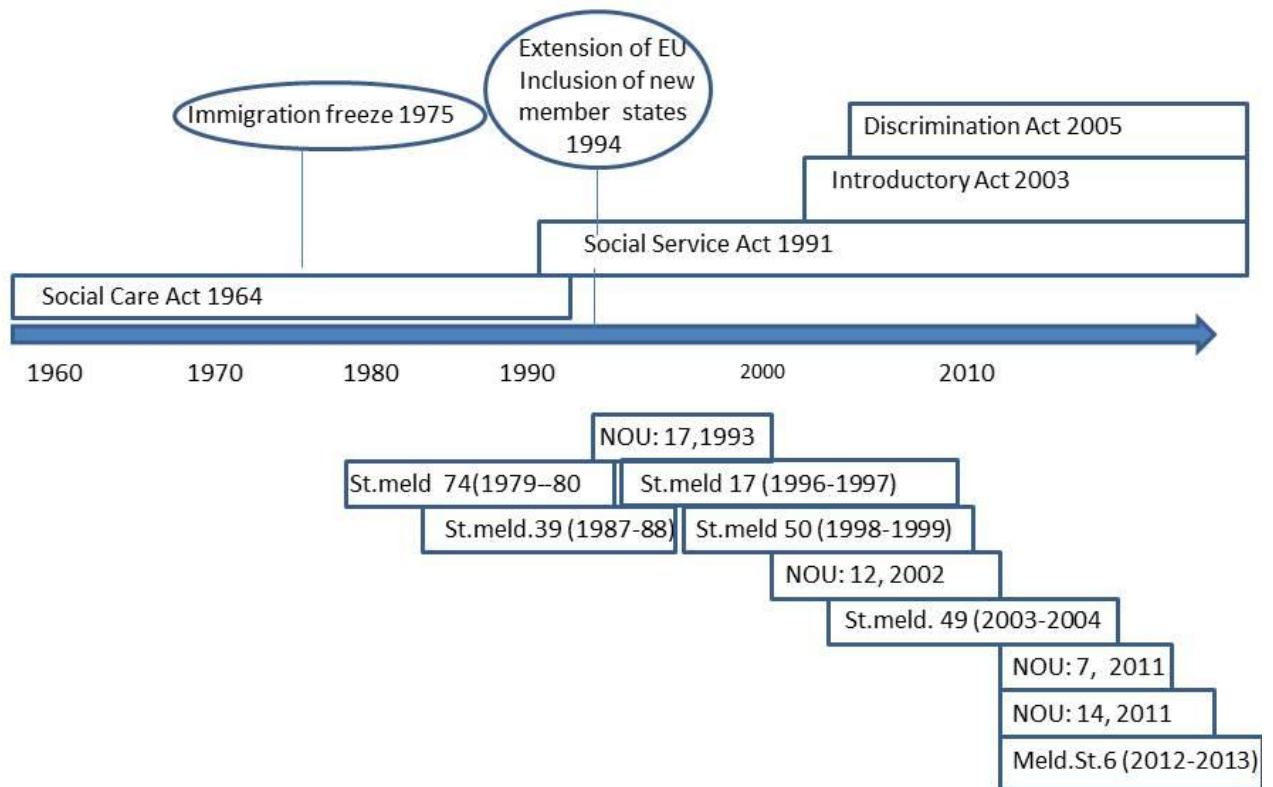 Extension of EU
Inclusion of new
member states
1994
Immigration freeze 1975
Discrimination Act 2005
Introductory Act 2003
Social Service Act 1991
Social Care Act 1964
1960 1970 1980 1990 2000 2010
NOU: 17,1993
St.meld 74(1979--80 St.meld 17 (1996-1997)
St.meld.39 (1987-88) St.meld 50 (1998-1999)
NOU: 12, 2002
St.meld. 49 (2003-2004
NOU: 7, 2011
NOU: 14, 2011
Meld.St.6 (2012-2013)